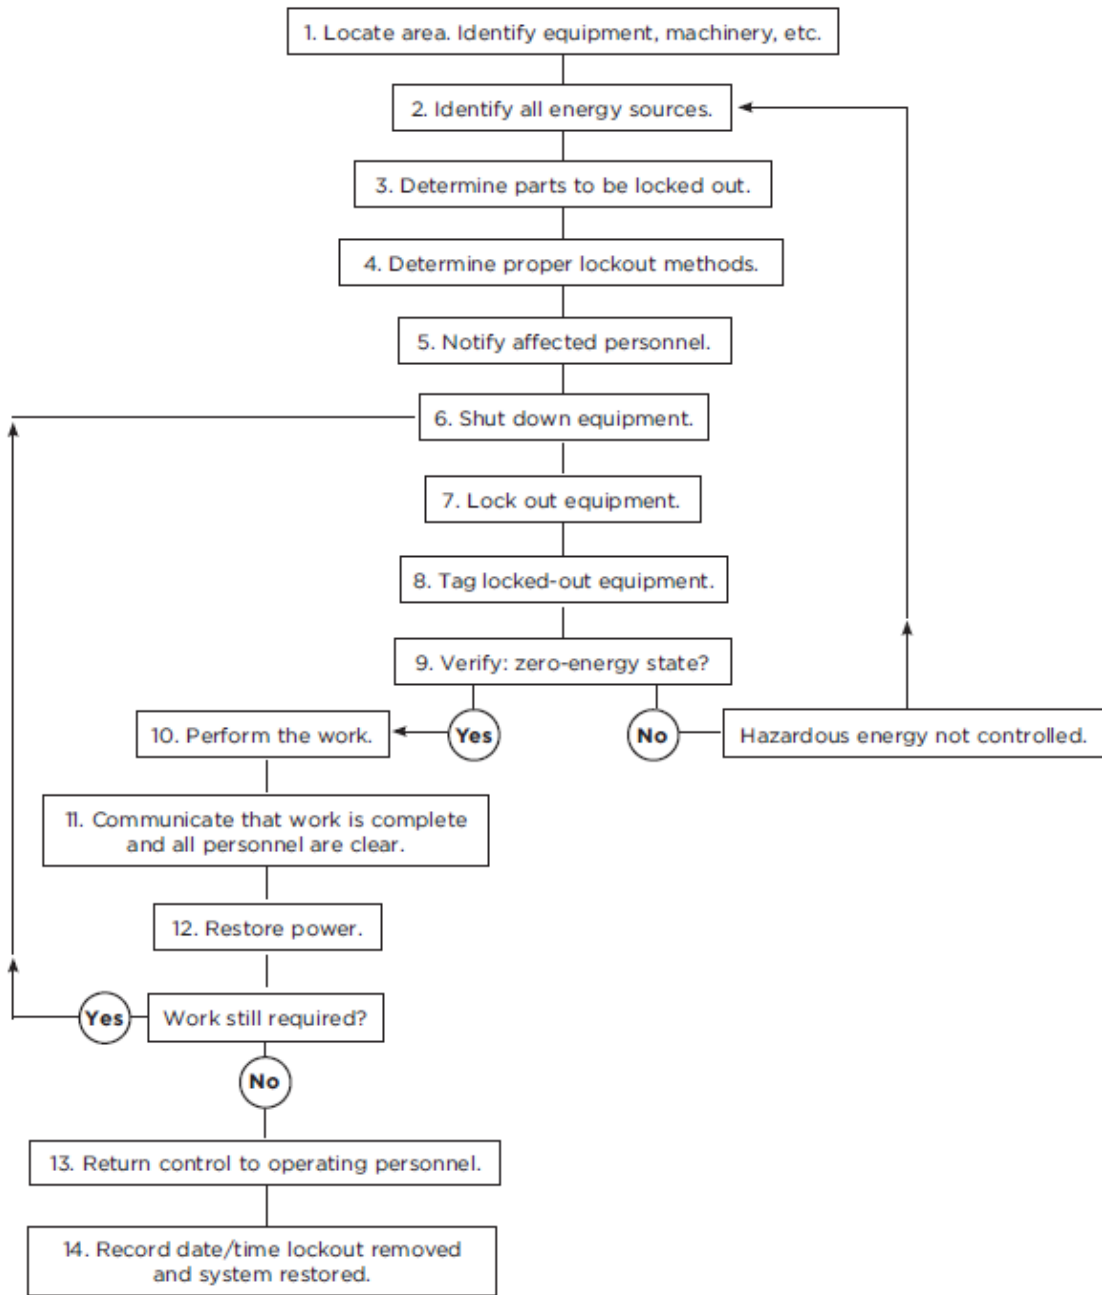 1. Locate area. Identify equipment, machinery, etc.
2. Identify all energy sources.
3. Determine parts to be locked out.
4. Determine proper lockout methods.
5. Notify affected personnel.
6. Shut down equipment.
7. Lock out equipment.
8. Tag locked-out equipment.
9. Verify: zero-energy state?
10. Perform the work.
Yes
No
Hazardous energy not controlled.
11. Communicate that work is complete
and all personnel are clear.
12. Restore power.
Yes
Work still required?
No
13. Return control to operating personnel.
14. Record date/time lockout removed
and system restored.